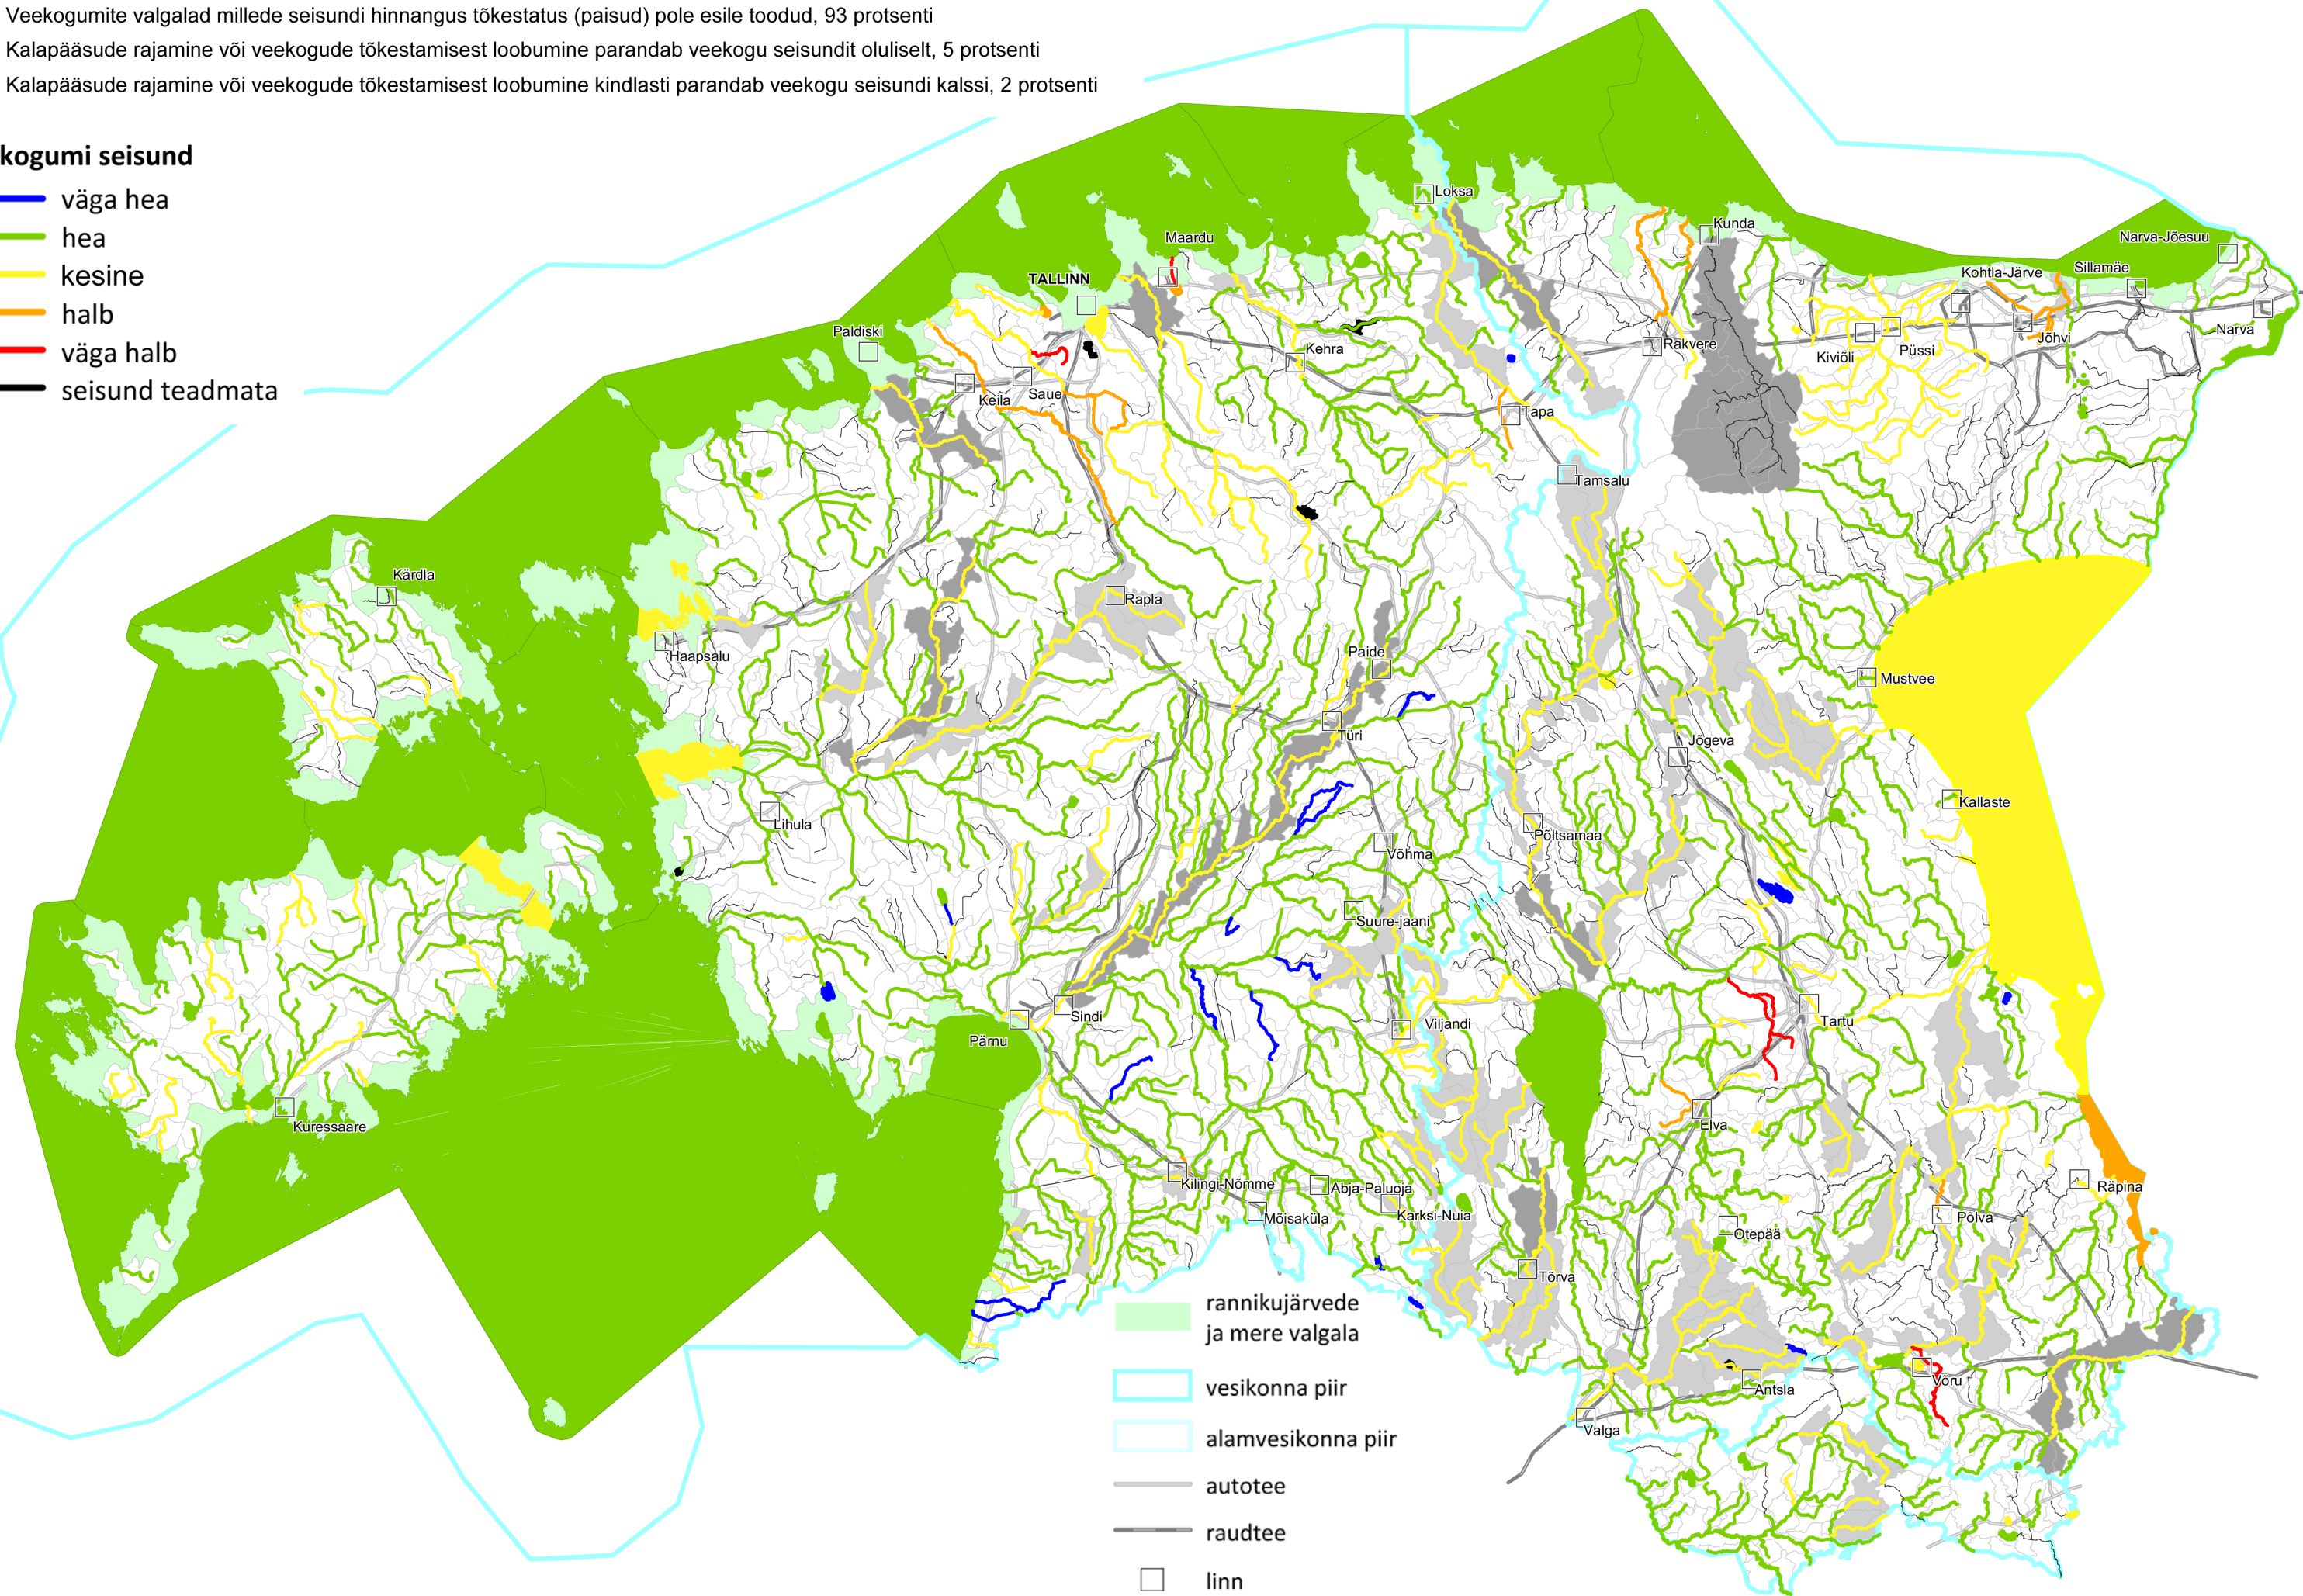 Veekogumite valgalad millede seisundi hinnangus tõkestatus (paisud) pole esile toodud, 93 protsenti
Kalapääsude rajamine või veekogude tõkestamisest loobumine parandab veekogu seisundit oluliselt, 5 protsenti
Kalapääsude rajamine või veekogude tõkestamisest loobumine kindlasti parandab veekogu seisundi kalssi, 2 protsenti
kogumi seisund
väga hea
hea
kesine
halb
väga halb
seisund teadmata
Loksa
Kunda
Maardu
Narva-Jõesuu
TALLINN
Kohtla-Järve
Sillamäe
Paldiski
Narva
Jõhvi
Kehra
Rakvere
Kiviõli
Püssi
Keila
Saue
Tapa
Tamsalu
Kärdla
Rapla
Haapsalu
Paide
Mustvee
Türi
Jõgeva
Kallaste
Lihula
Põltsamaa
Võhma
Suure-jaani
Sindi
Viljandi
Tartu
Pärnu
Kuressaare
Elva
Kilingi-Nõmme
Abja-Paluoja
Räpina
Mõisaküla
Karksi-Nuia
Põlva
Otepää
Tõrva
Võru
Antsla
Valga
rannikujärvede
ja mere valgala
vesikonna piir
alamvesikonna piir
autotee
raudtee
linn